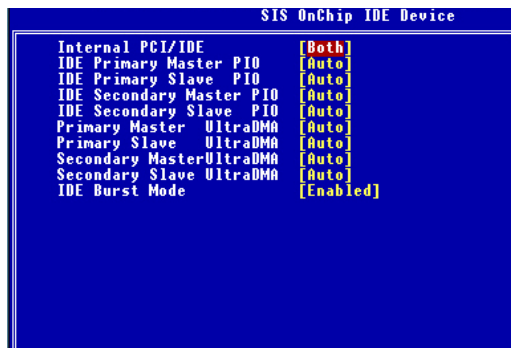 SIS OnChip IDE Device
Internal PCI/IDE [Both]
IDE Primary Master PIO [Auto]
IDE Primary Slave PIO [Auto]
IDE Secondary Master PIO [Auto]
IDE Secondary Slave PIO [Auto]
Primary Master UltraDMA [Auto]
Primary Slave UltraDMA [Auto]
Secondary MasterUltraDMA [Auto]
Secondary Slave UltraDMA [Auto]
IDE Burst Mode [Enabled]